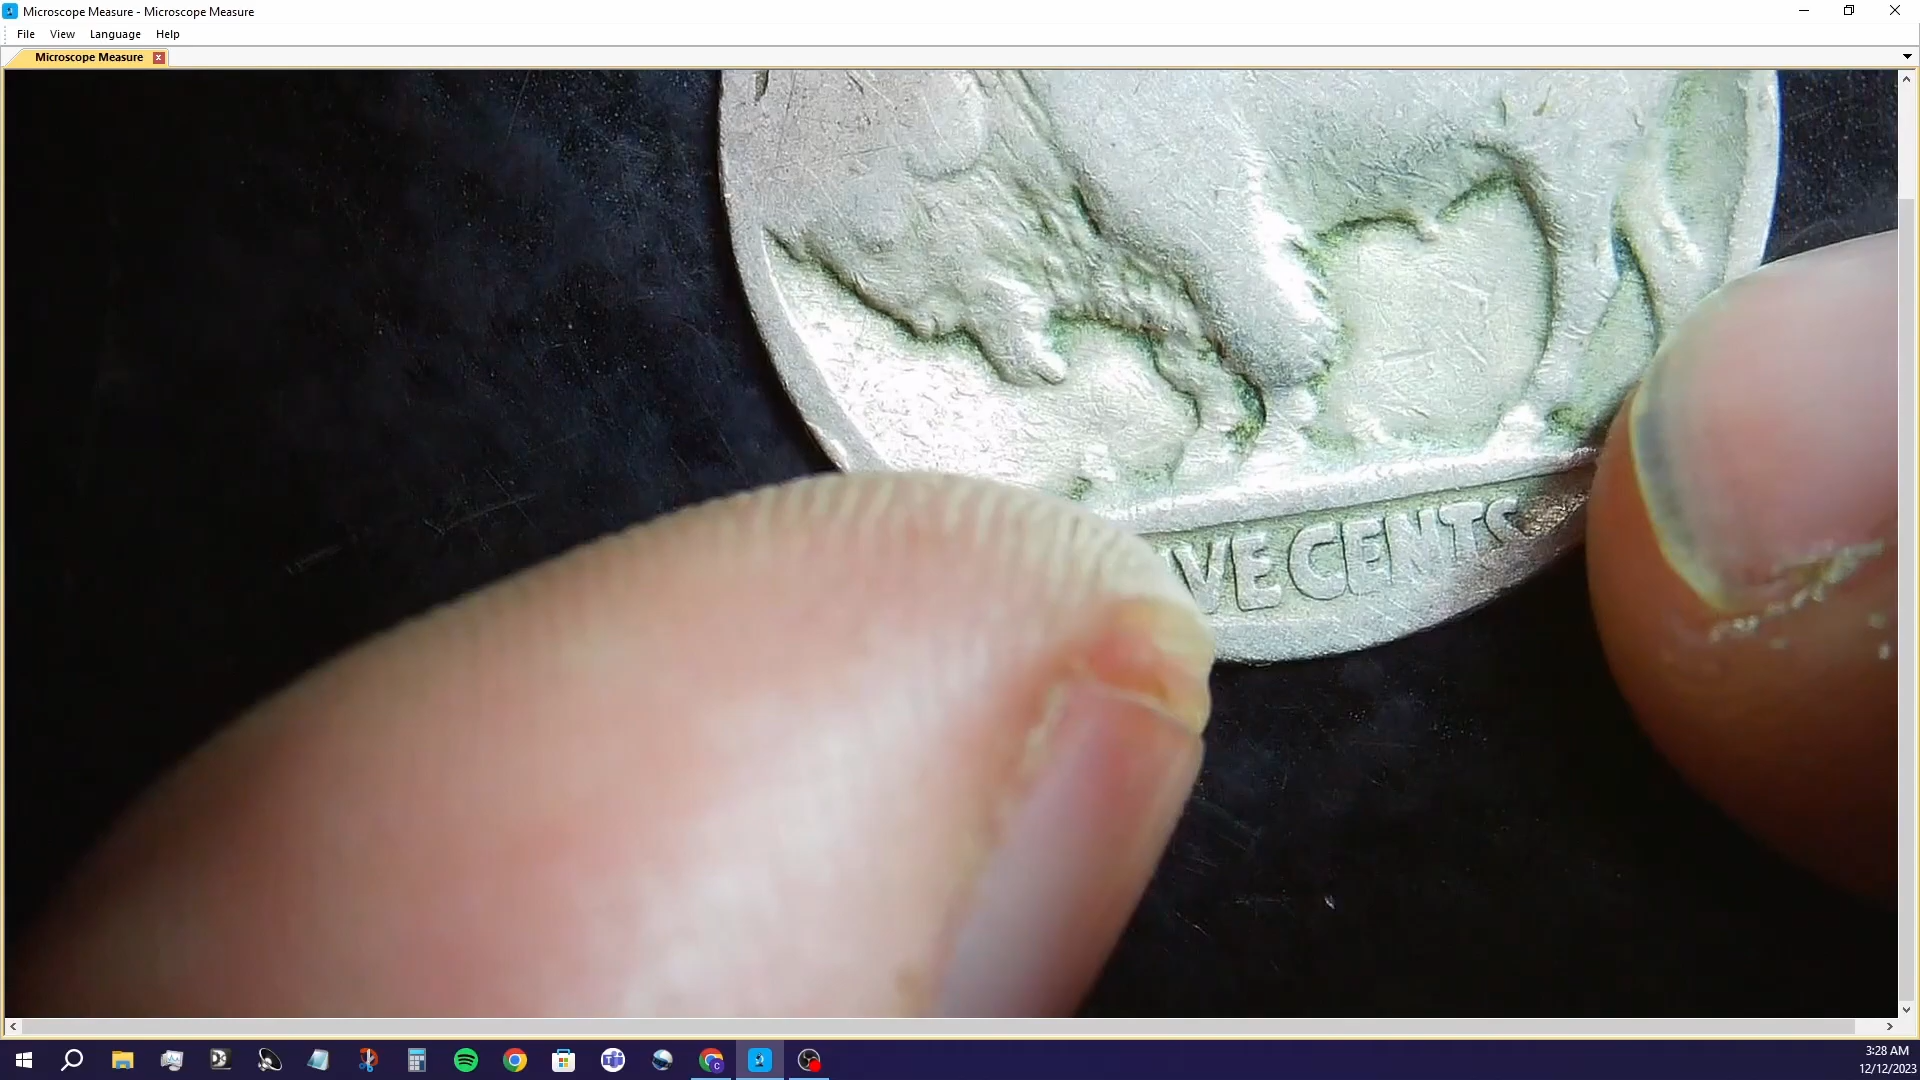 Microscope Measure - Microscope Measure
File View Language Help
Microscope Measure
VE CENTS
3:28 AM
12/12/2023